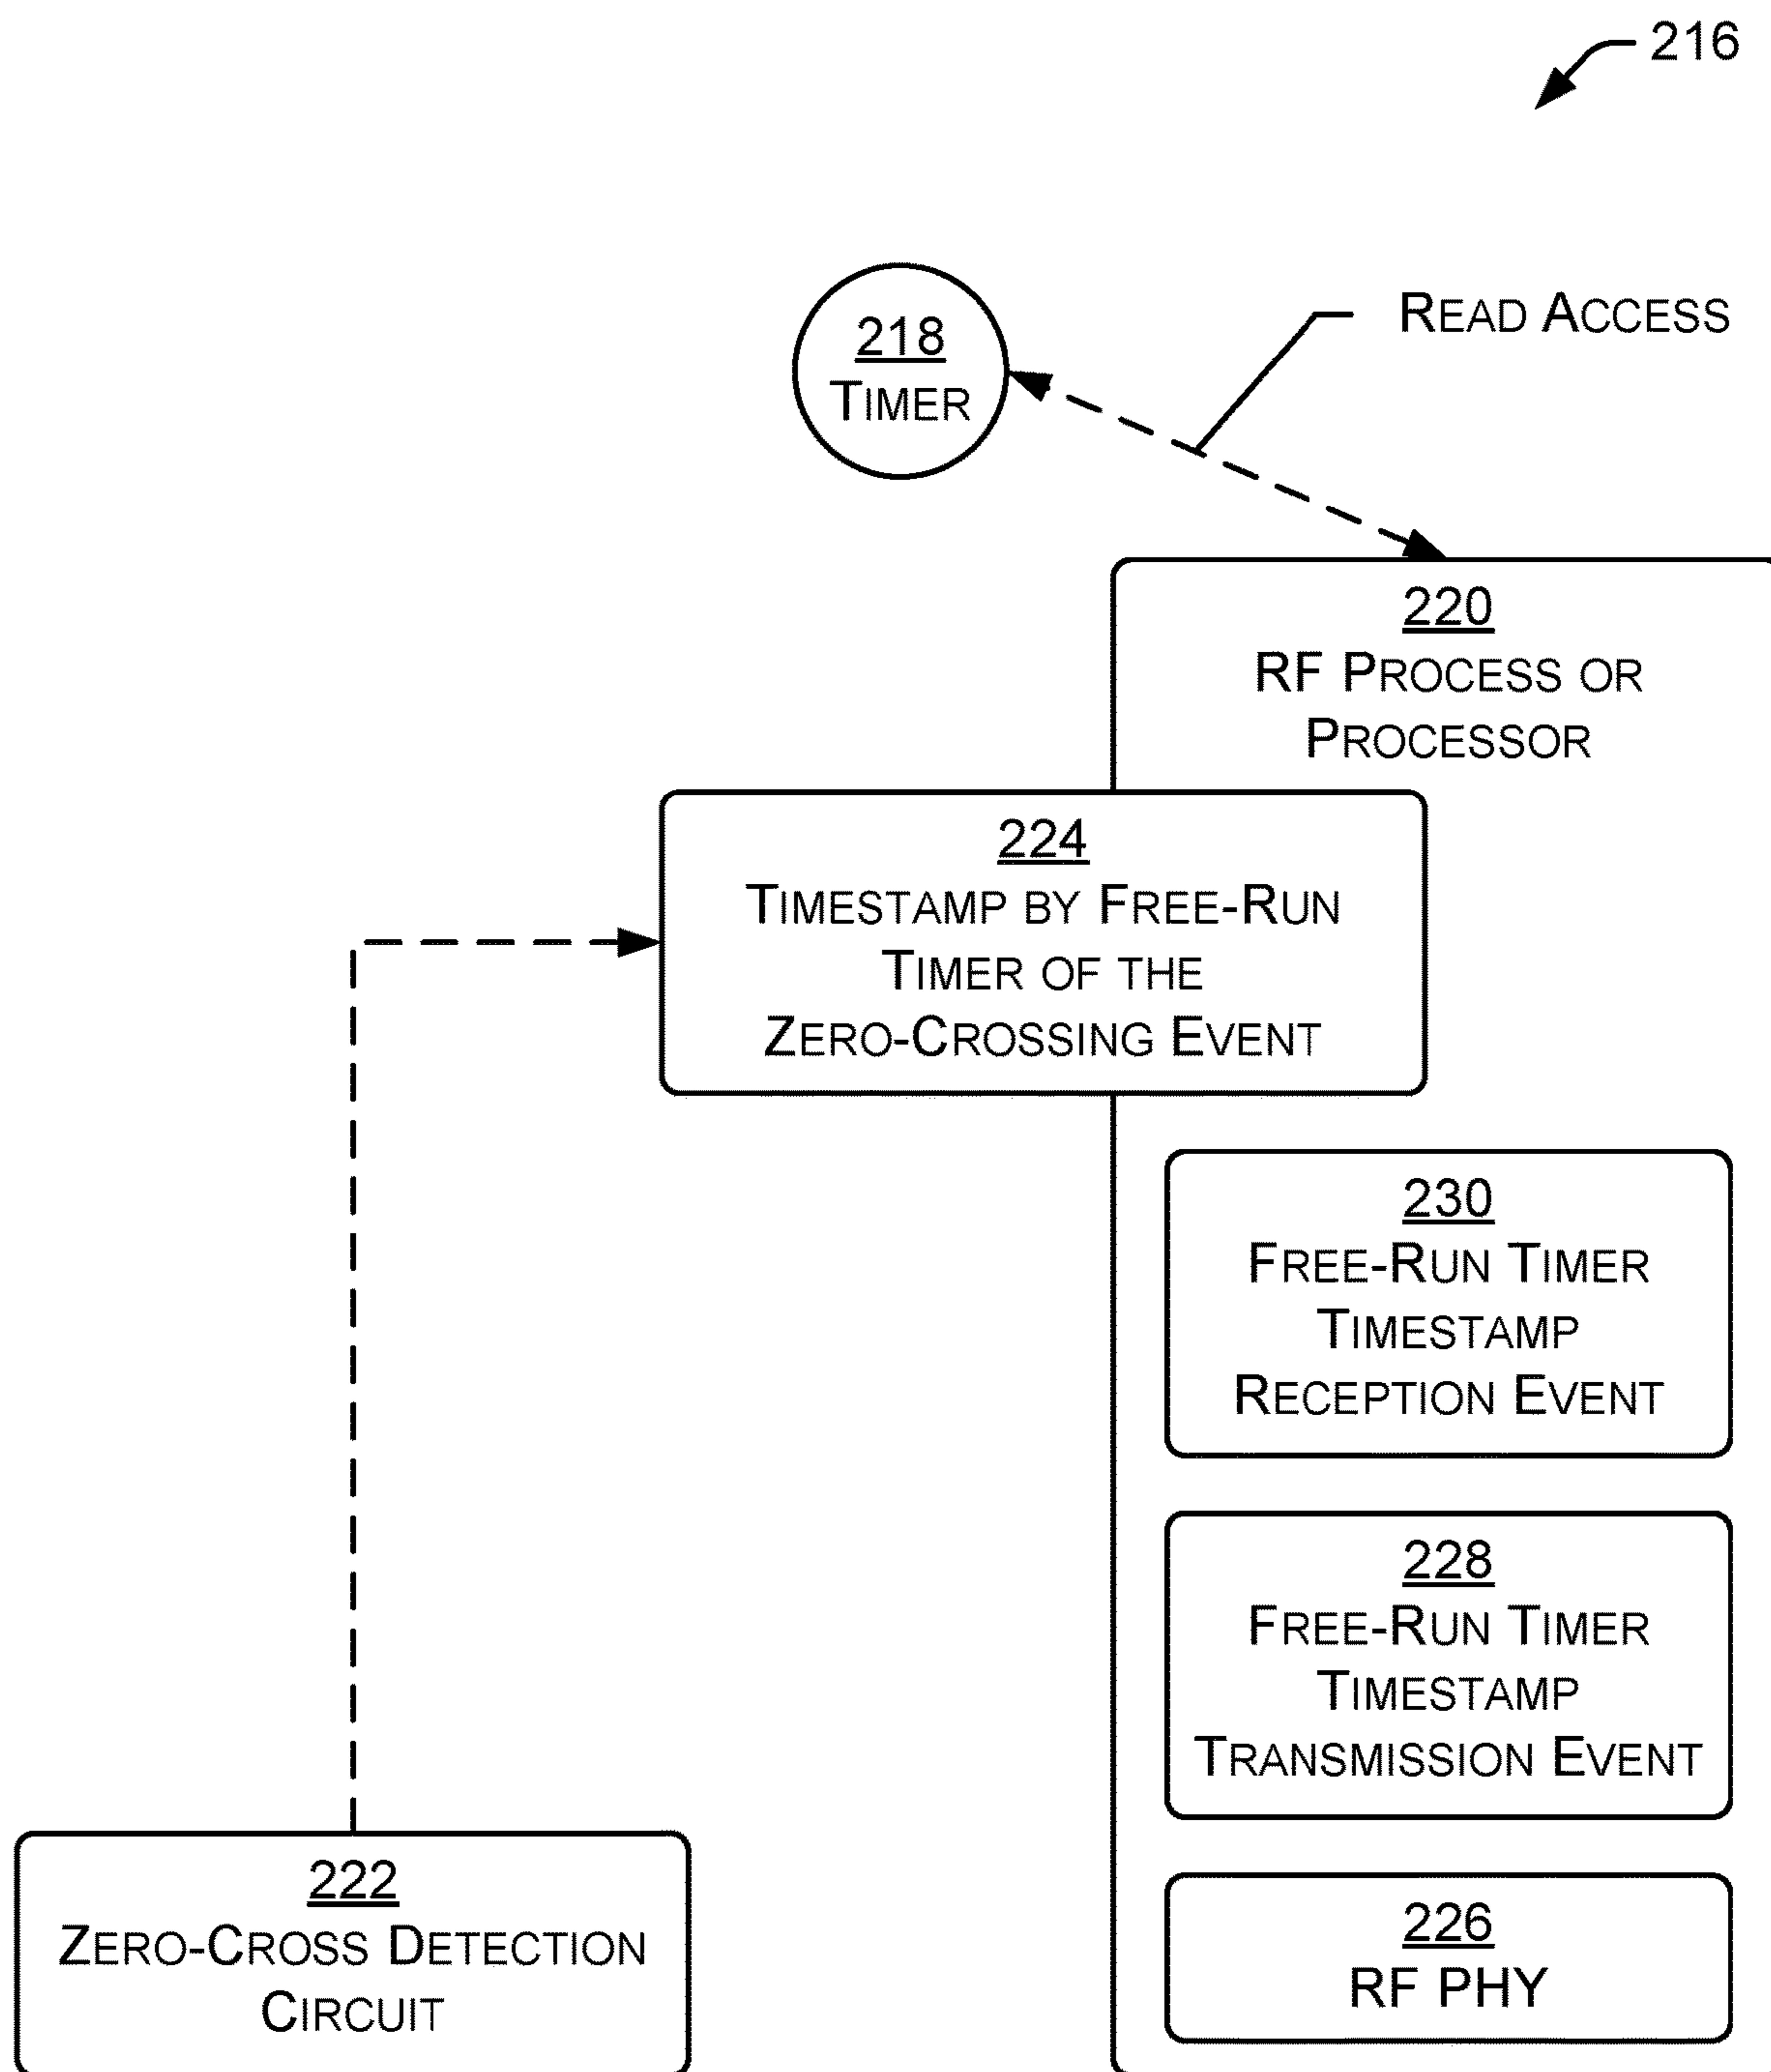 216
218
TIMER
READ ACCESS
220
RF PROCESS OR
PROCESSOR
224
TIMESTAMP BY FREE-RUN
TIMER OF THE
ZERO-CROSSING EVENT
230
FREE-RUN TIMER
TIMESTAMP
RECEPTION EVENT
228
FREE-RUN TIMER
TIMESTAMP
TRANSMISSION EVENT
222
ZERO-CROSS DETECTION
CIRCUIT
226
RF PHY